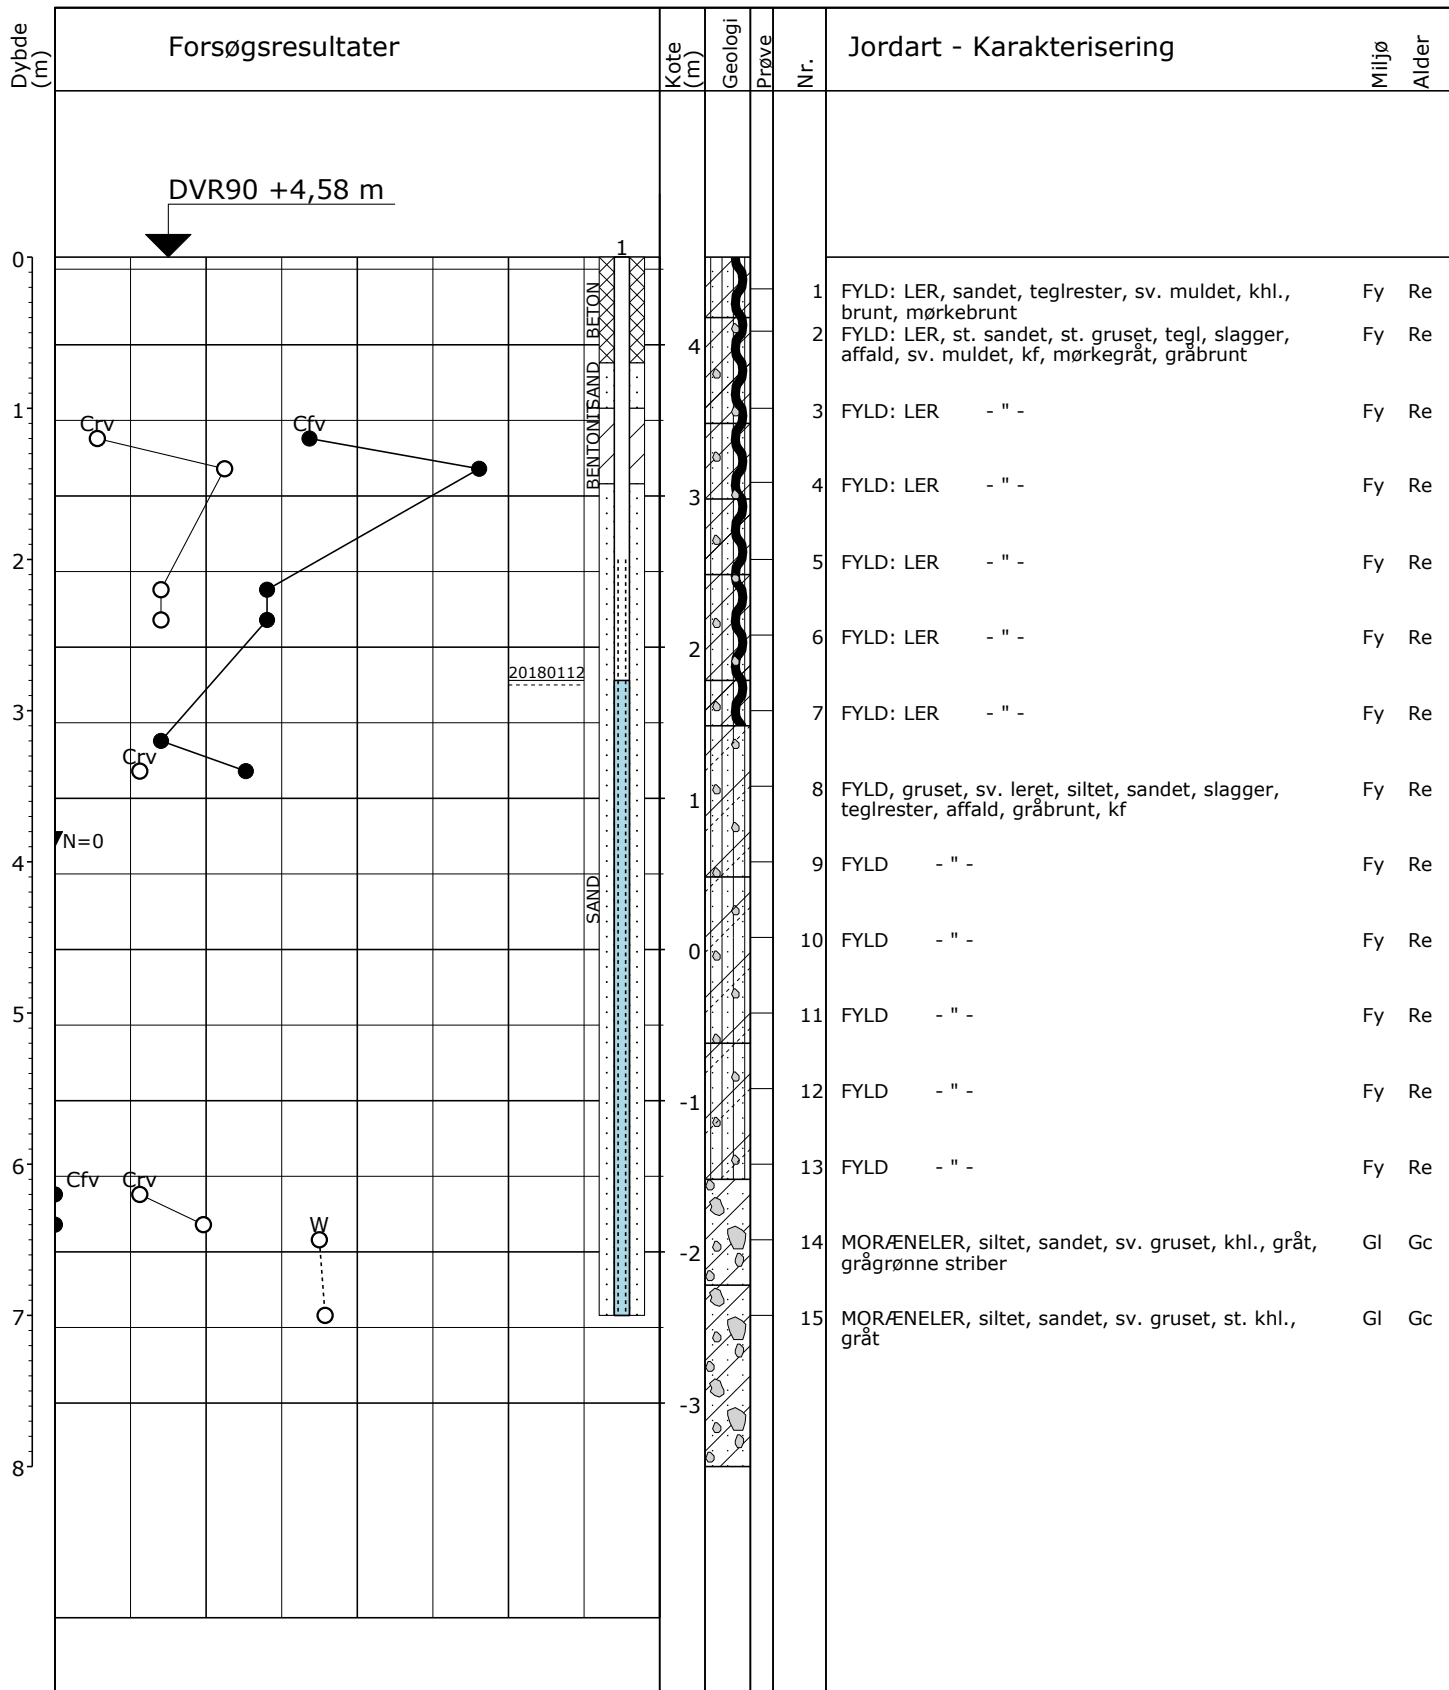 Dybde (m)
Forsøgsresultater
Kote (m)
Geologi
Prøve
Nr.
Jordart - Karakterisering
Miljø
Alder
DVR90 +4,58 m
1
0
BETON
1 FYLD: LER, sandet, teglrester, sv. muldet, khl., Fy Re
brunt, mørkebrunt
2 FYLD: LER, st. sandet, st. gruset, tegl, slagger, Fy Re
affald, sv. muldet, kf, mørkegråt, gråbrunt
4
SAND
1
Crv
Cfv
3 FYLD: LER - " - Fy Re
BENTONIT
3
4 FYLD: LER - " - Fy Re
2
5 FYLD: LER - " - Fy Re
2
6 FYLD: LER - " - Fy Re
20180112
3
7 FYLD: LER - " - Fy Re
Crv
1
8 FYLD, gruset, sv. leret, siltet, sandet, slagger, Fy Re
teglrester, affald, gråbrunt, kf
N=0
4
9 FYLD - " - Fy Re
SAND
0
10 FYLD - " - Fy Re
5
11 FYLD - " - Fy Re
-1
12 FYLD - " - Fy Re
6
Cfv
Crv
13 FYLD - " - Fy Re
W
-2
14 MORÆNELER, siltet, sandet, sv. gruset, khl., gråt, Gl Gc
grågrønne striber
7
15 MORÆNELER, siltet, sandet, sv. gruset, st. khl., Gl Gc
gråt
-3
8